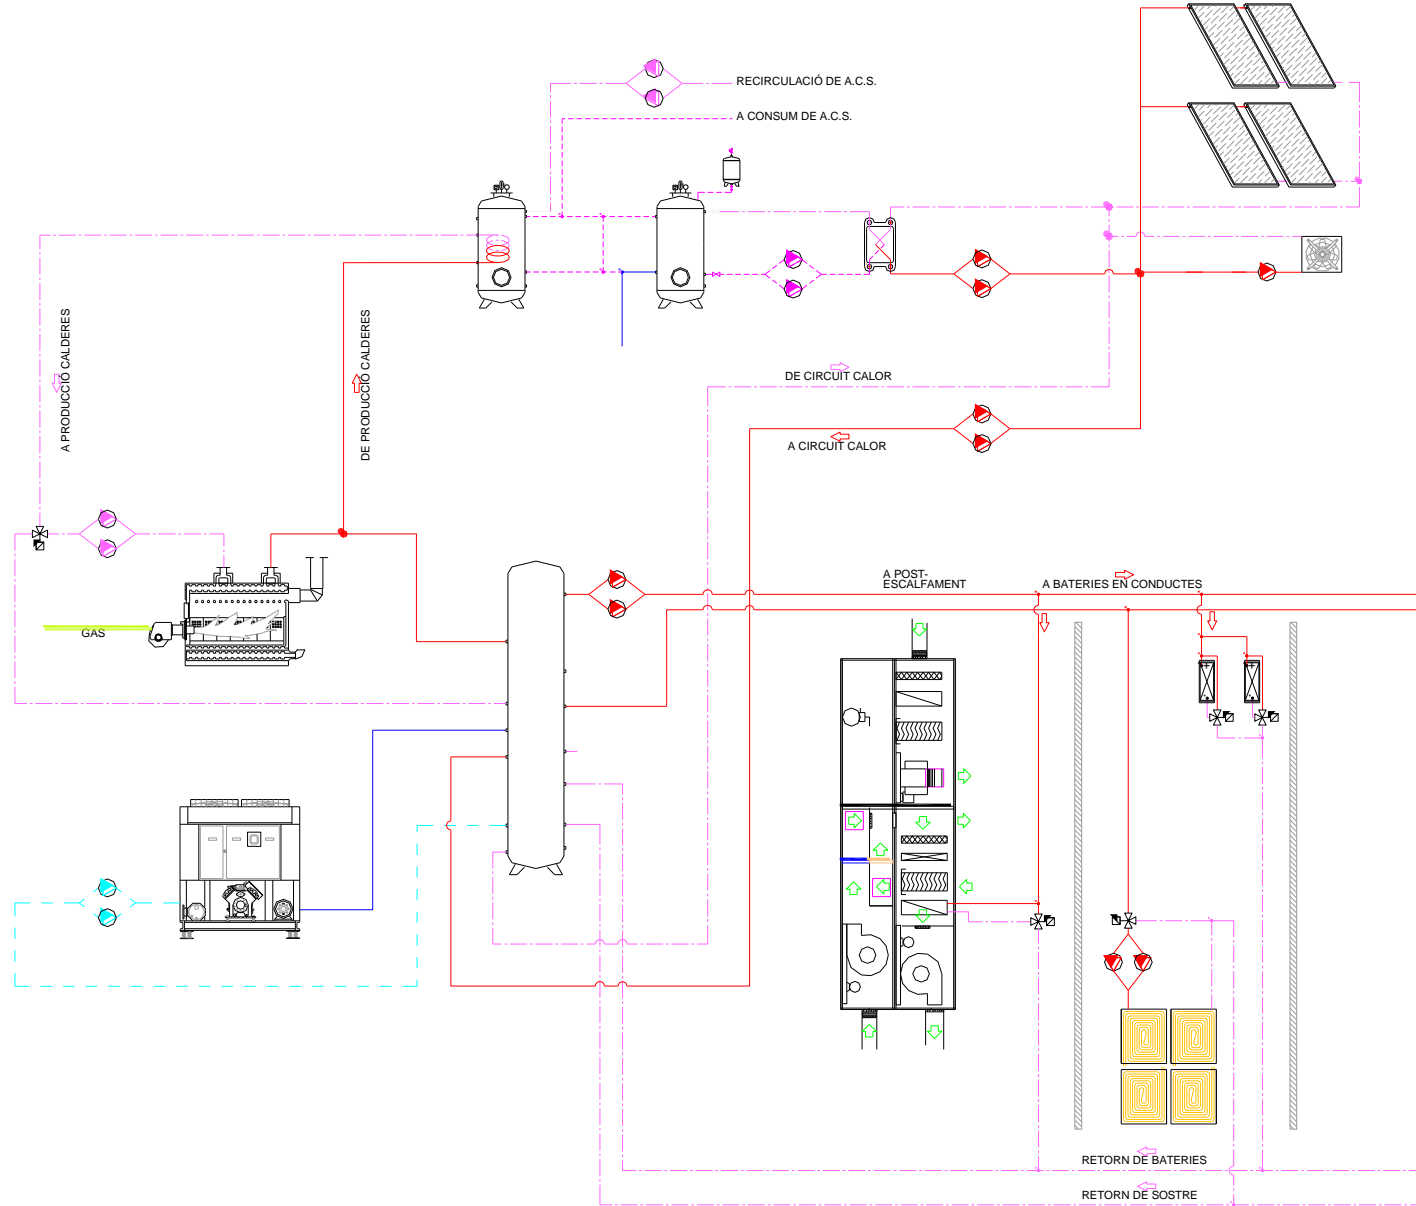 RECIRCULACIÓ DE A.C.S.
A CONSUM DE A.C.S.
A PRODUCCIÓ CALDERES
DE PRODUCCIÓ CALDERES
DE CIRCUIT CALOR
A CIRCUIT CALOR
A POST-
ESCALFAMENT
A BATERIES EN CONDUCTES
GAS
RETORN DE BATERIES
RETORN DE SOSTRE